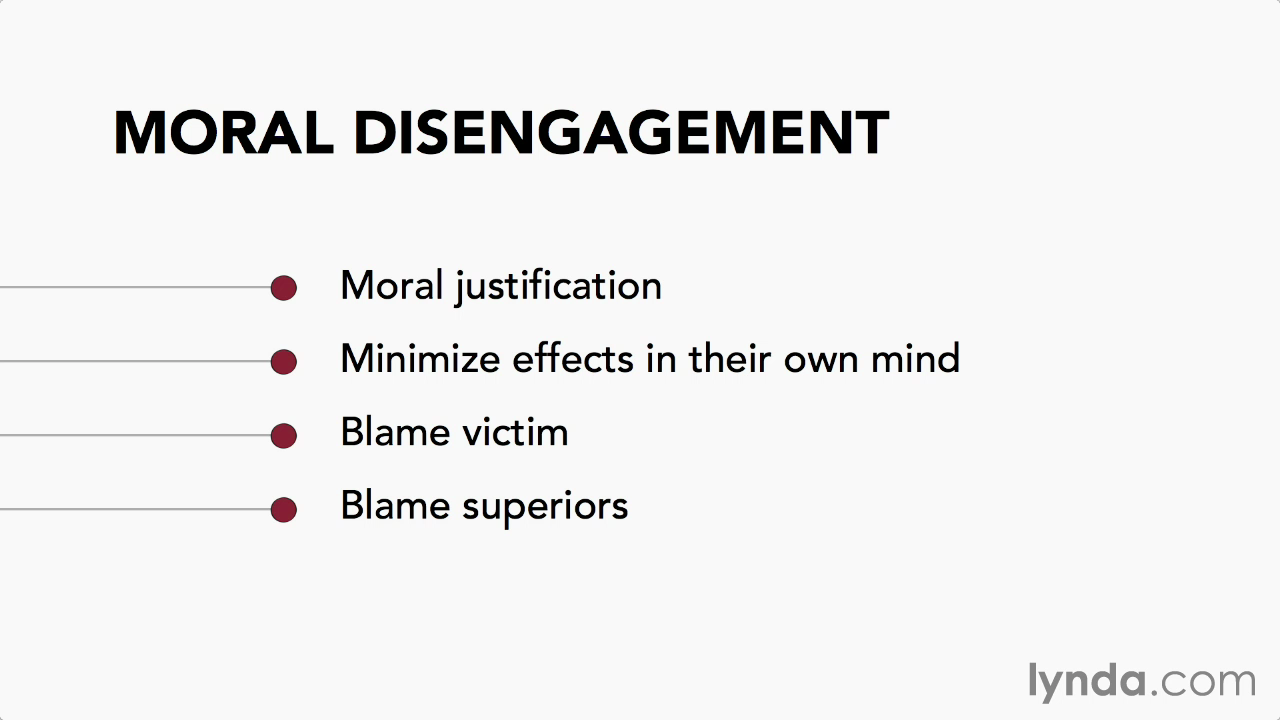 MORAL DISENGAGEMENT
Moral justification
Minimize effects in their own mind
Blame victim
Blame superiors
lynda.com